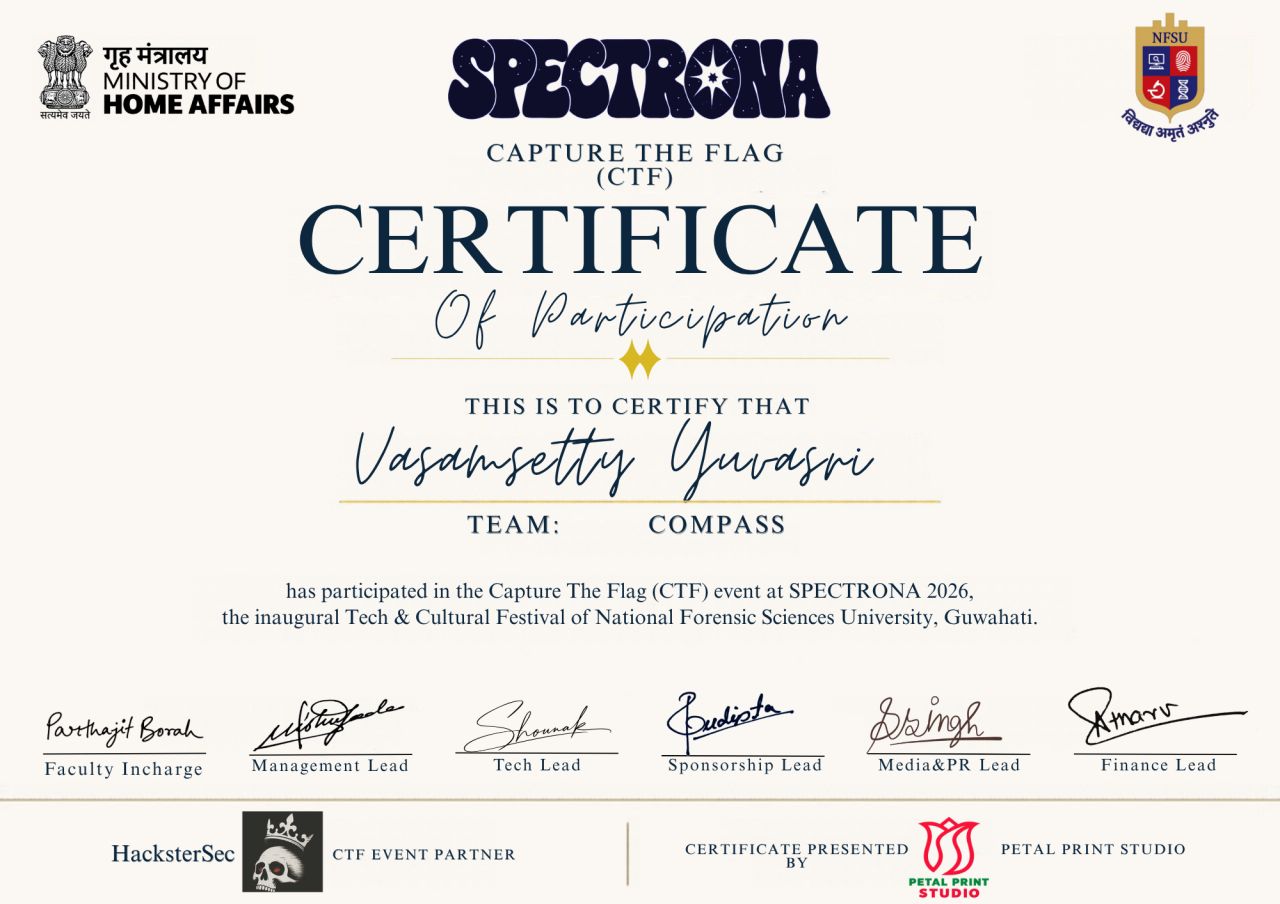 गृह मंत्रालय
MINISTRY OF
HOME AFFAIRS
सत्यमेव जयते
SPECTRONA
NFSU
विद्यया अमृतं अश्नुते
CAPTURE THE FLAG
(CTF)
CERTIFICATE
Of Participation
THIS IS TO CERTIFY THAT
Vasamsetty Yuvasri
TEAM: COMPASS
has participated in the Capture The Flag (CTF) event at SPECTRONA 2026,
the inaugural Tech & Cultural Festival of National Forensic Sciences University, Guwahati.
Parthajit Borah
Faculty Incharge
Management Lead
Shounak
Tech Lead
Sudipta
Sponsorship Lead
SSingh
Media&PR Lead
Finance Lead
HacksterSec
CTF EVENT PARTNER
CERTIFICATE PRESENTED
BY
PETAL PRINT
STUDIO
PETAL PRINT STUDIO